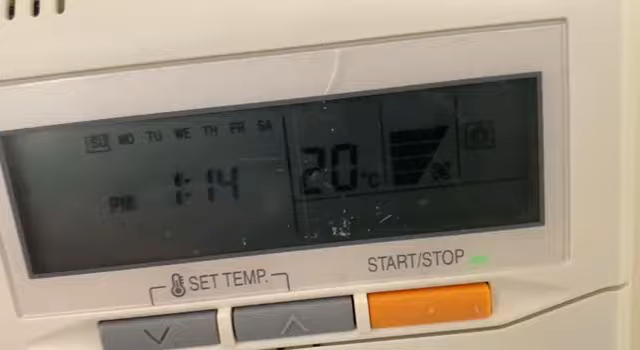 SU MO TU WE TH FR SA
PM 1:14 20°C
START/STOP
SET TEMP.